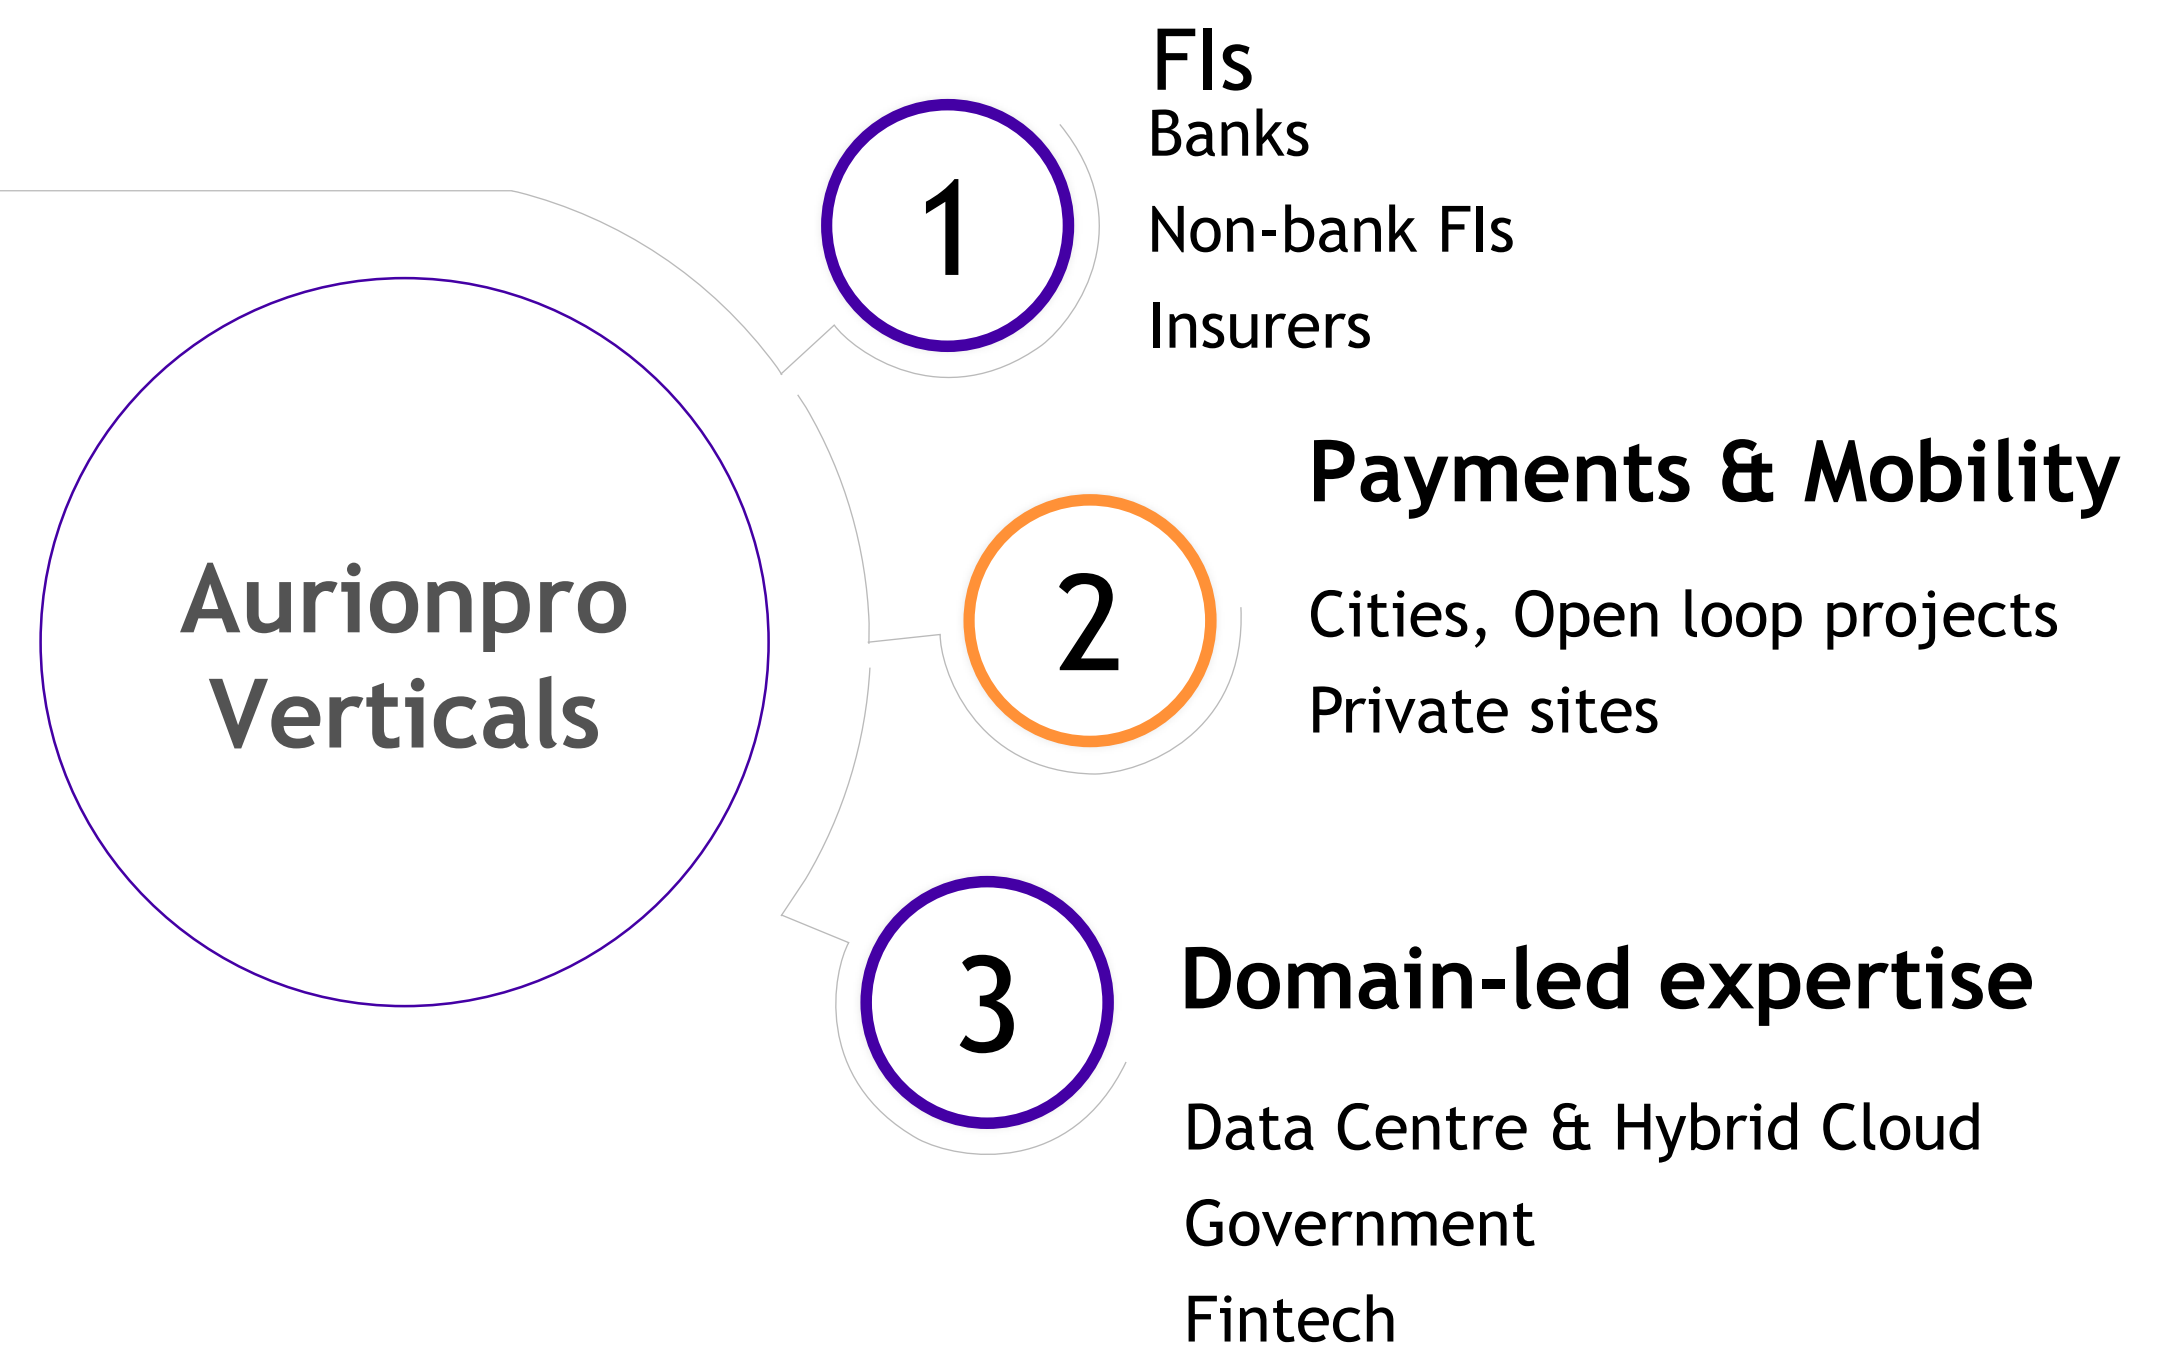 Aurionpro
Verticals
1
FIs
Banks
Non-bank FIs
Insurers
2
Payments & Mobility
Cities, Open loop projects
Private sites
3
Domain-led expertise
Data Centre & Hybrid Cloud
Government
Fintech